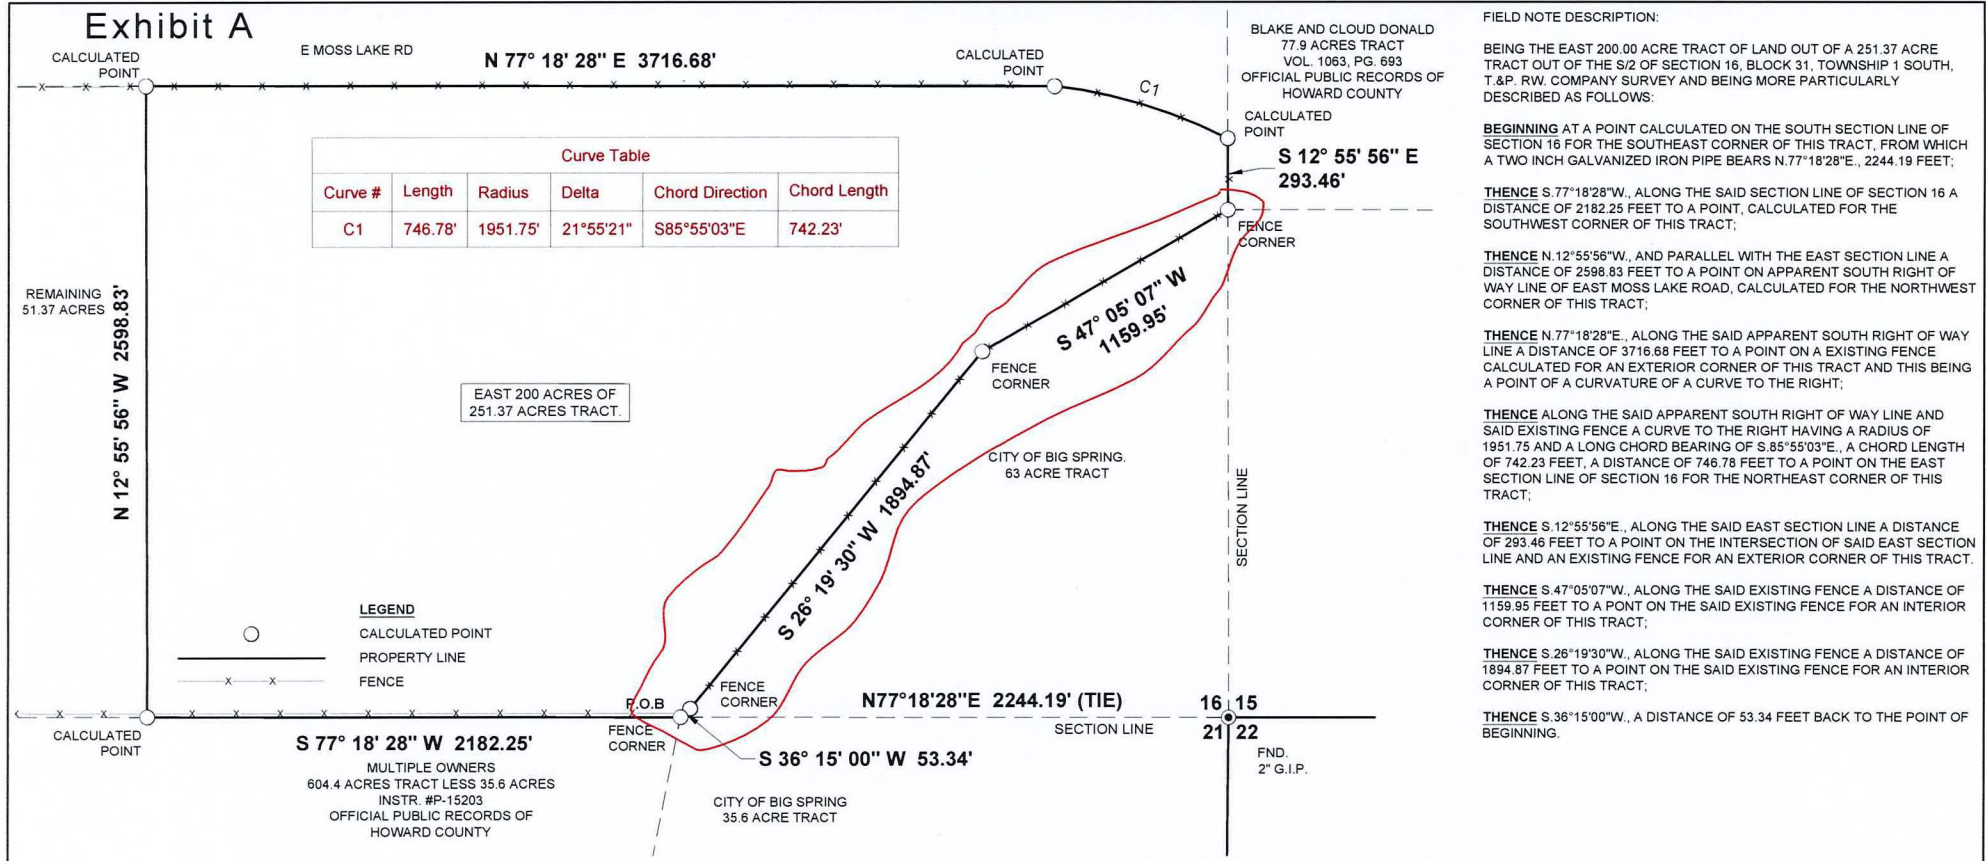 Exhibit A
CALCULATED
POINT
E MOSS LAKE RD
N 77° 18' 28" E 3716.68'
CALCULATED
POINT
C1
BLAKE AND CLOUD DONALD
77.9 ACRES TRACT
VOL. 1063, PG. 693
OFFICIAL PUBLIC RECORDS OF
HOWARD COUNTY
CALCULATED
POINT
S 12° 55' 56" E
293.46'
Curve Table
Curve # Length Radius Delta Chord Direction Chord Length
C1 746.78' 1951.75' 21°55'21" S85°55'03"E 742.23'
FENCE
CORNER
REMAINING
51.37 ACRES
N 12° 55' 56" W 2598.83'
S 47° 05' 07" W
1159.95'
FENCE
CORNER
EAST 200 ACRES OF
251.37 ACRES TRACT.
CITY OF BIG SPRING.
63 ACRE TRACT
S 26° 19' 30" W 1894.87'
SECTION LINE
LEGEND
CALCULATED POINT
PROPERTY LINE
FENCE
P.O.B
FENCE
CORNER
N77°18'28"E 2244.19' (TIE)
16 15
21 22
CALCULATED
POINT
S 77° 18' 28" W 2182.25'
FENCE
CORNER
SECTION LINE
S 36° 15' 00" W 53.34'
FND.
2" G.I.P.
MULTIPLE OWNERS
604.4 ACRES TRACT LESS 35.6 ACRES
INSTR. #P-15203
OFFICIAL PUBLIC RECORDS OF
HOWARD COUNTY
CITY OF BIG SPRING
35.6 ACRE TRACT
FIELD NOTE DESCRIPTION:
BEING THE EAST 200.00 ACRE TRACT OF LAND OUT OF A 251.37 ACRE
TRACT OUT OF THE S/2 OF SECTION 16, BLOCK 31, TOWNSHIP 1 SOUTH,
T.&P. RW. COMPANY SURVEY AND BEING MORE PARTICULARLY
DESCRIBED AS FOLLOWS:
BEGINNING AT A POINT CALCULATED ON THE SOUTH SECTION LINE OF
SECTION 16 FOR THE SOUTHEAST CORNER OF THIS TRACT, FROM WHICH
A TWO INCH GALVANIZED IRON PIPE BEARS N.77°18'28"E., 2244.19 FEET;
THENCE S.77°18'28"W., ALONG THE SAID SECTION LINE OF SECTION 16 A
DISTANCE OF 2182.25 FEET TO A POINT, CALCULATED FOR THE
SOUTHWEST CORNER OF THIS TRACT;
THENCE N.12°55'56"W., AND PARALLEL WITH THE EAST SECTION LINE A
DISTANCE OF 2598.83 FEET TO A POINT ON APPARENT SOUTH RIGHT OF
WAY LINE OF EAST MOSS LAKE ROAD, CALCULATED FOR THE NORTHWEST
CORNER OF THIS TRACT;
THENCE N.77°18'28"E., ALONG THE SAID APPARENT SOUTH RIGHT OF WAY
LINE A DISTANCE OF 3716.68 FEET TO A POINT ON A EXISTING FENCE
CALCULATED FOR AN EXTERIOR CORNER OF THIS TRACT AND THIS BEING
A POINT OF A CURVATURE OF A CURVE TO THE RIGHT;
THENCE ALONG THE SAID APPARENT SOUTH RIGHT OF WAY LINE AND
SAID EXISTING FENCE A CURVE TO THE RIGHT HAVING A RADIUS OF
1951.75 AND A LONG CHORD BEARING OF S.85°55'03"E., A CHORD LENGTH
OF 742.23 FEET, A DISTANCE OF 746.78 FEET TO A POINT ON THE EAST
SECTION LINE OF SECTION 16 FOR THE NORTHEAST CORNER OF THIS
TRACT;
THENCE S.12°55'56"E., ALONG THE SAID EAST SECTION LINE A DISTANCE
OF 293.46 FEET TO A POINT ON THE INTERSECTION OF SAID EAST SECTION
LINE AND AN EXISTING FENCE FOR AN EXTERIOR CORNER OF THIS TRACT.
THENCE S.47°05'07"W., ALONG THE SAID EXISTING FENCE A DISTANCE OF
1159.95 FEET TO A PONT ON THE SAID EXISTING FENCE FOR AN INTERIOR
CORNER OF THIS TRACT;
THENCE S.26°19'30"W., ALONG THE SAID EXISTING FENCE A DISTANCE OF
1894.87 FEET TO A POINT ON THE SAID EXISTING FENCE FOR AN INTERIOR
CORNER OF THIS TRACT;
THENCE S.36°15'00"W., A DISTANCE OF 53.34 FEET BACK TO THE POINT OF
BEGINNING.